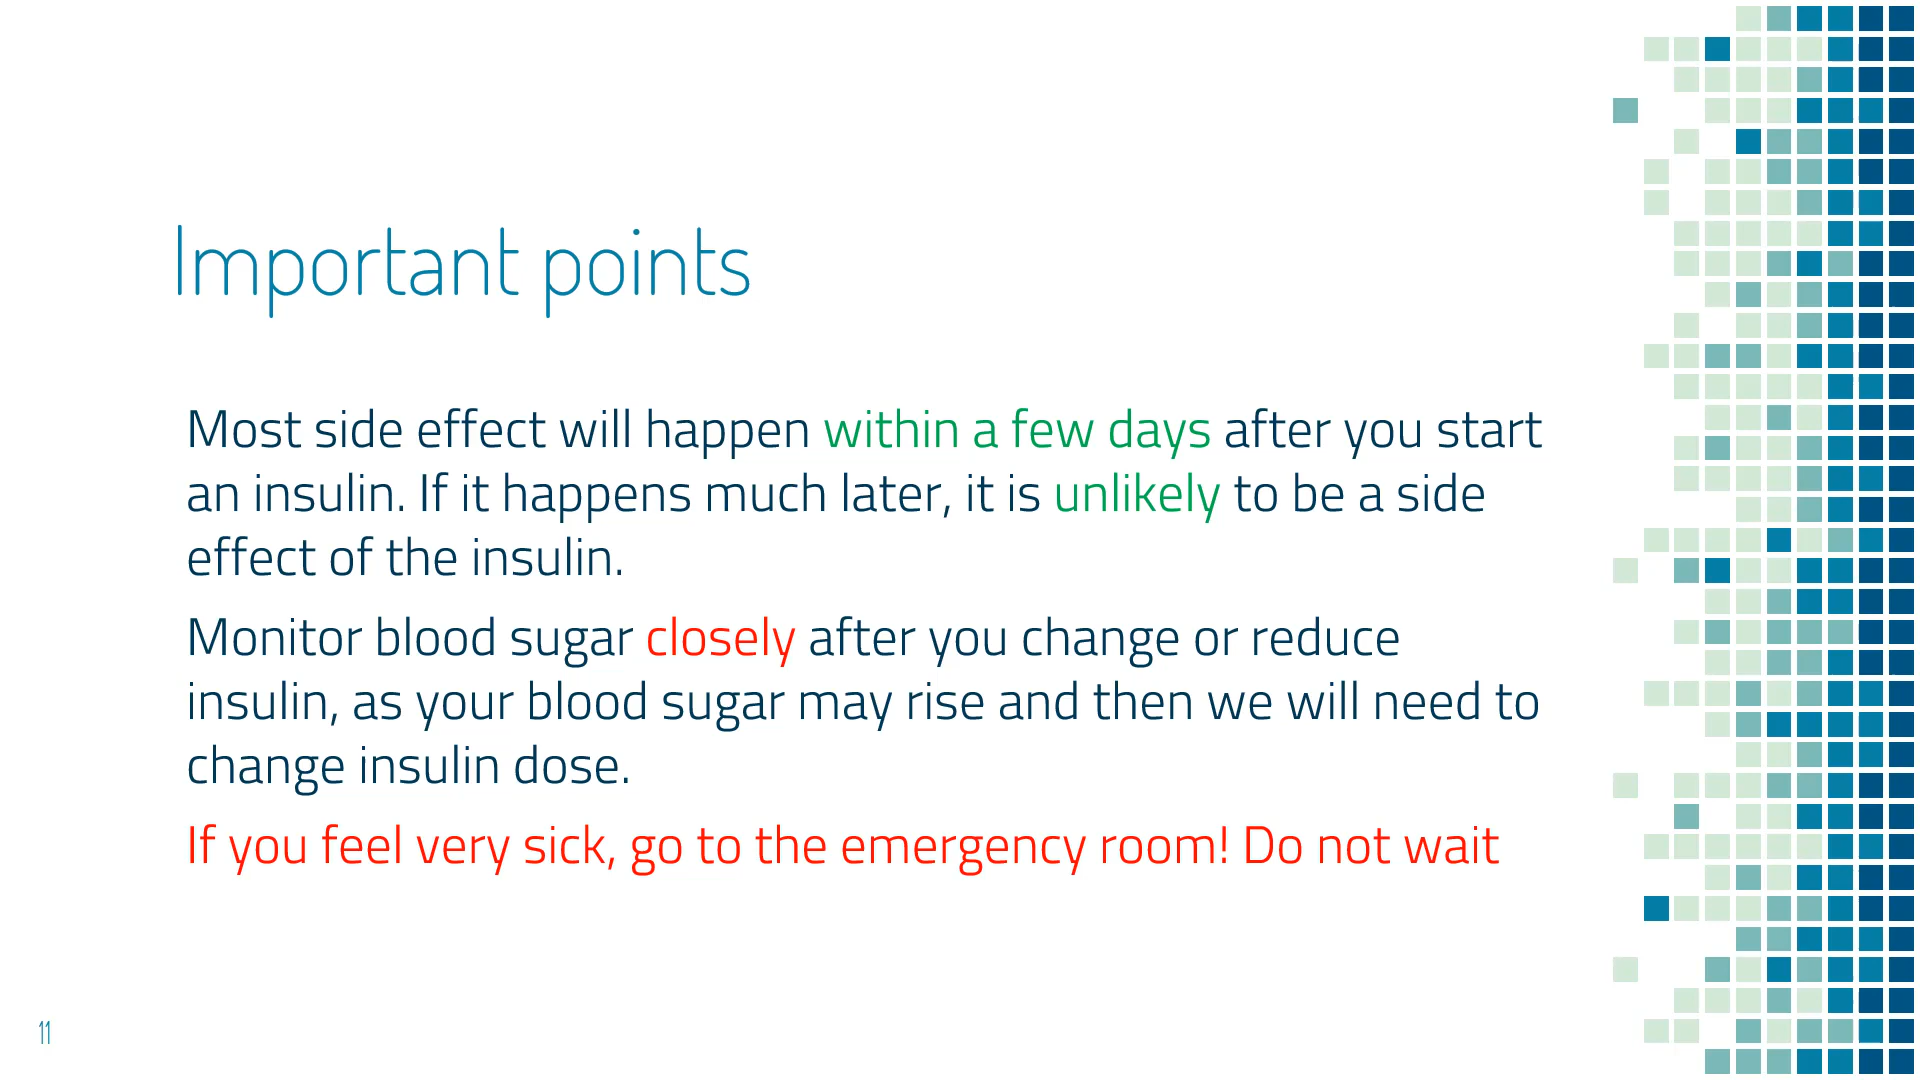 Important points
Most side effect will happen within a few days after you start
an insulin. If it happens much later, it is unlikely to be a side
effect of the insulin.
Monitor blood sugar closely after you change or reduce
insulin, as your blood sugar may rise and then we will need to
change insulin dose.
If you feel very sick, go to the emergency room! Do not wait
11